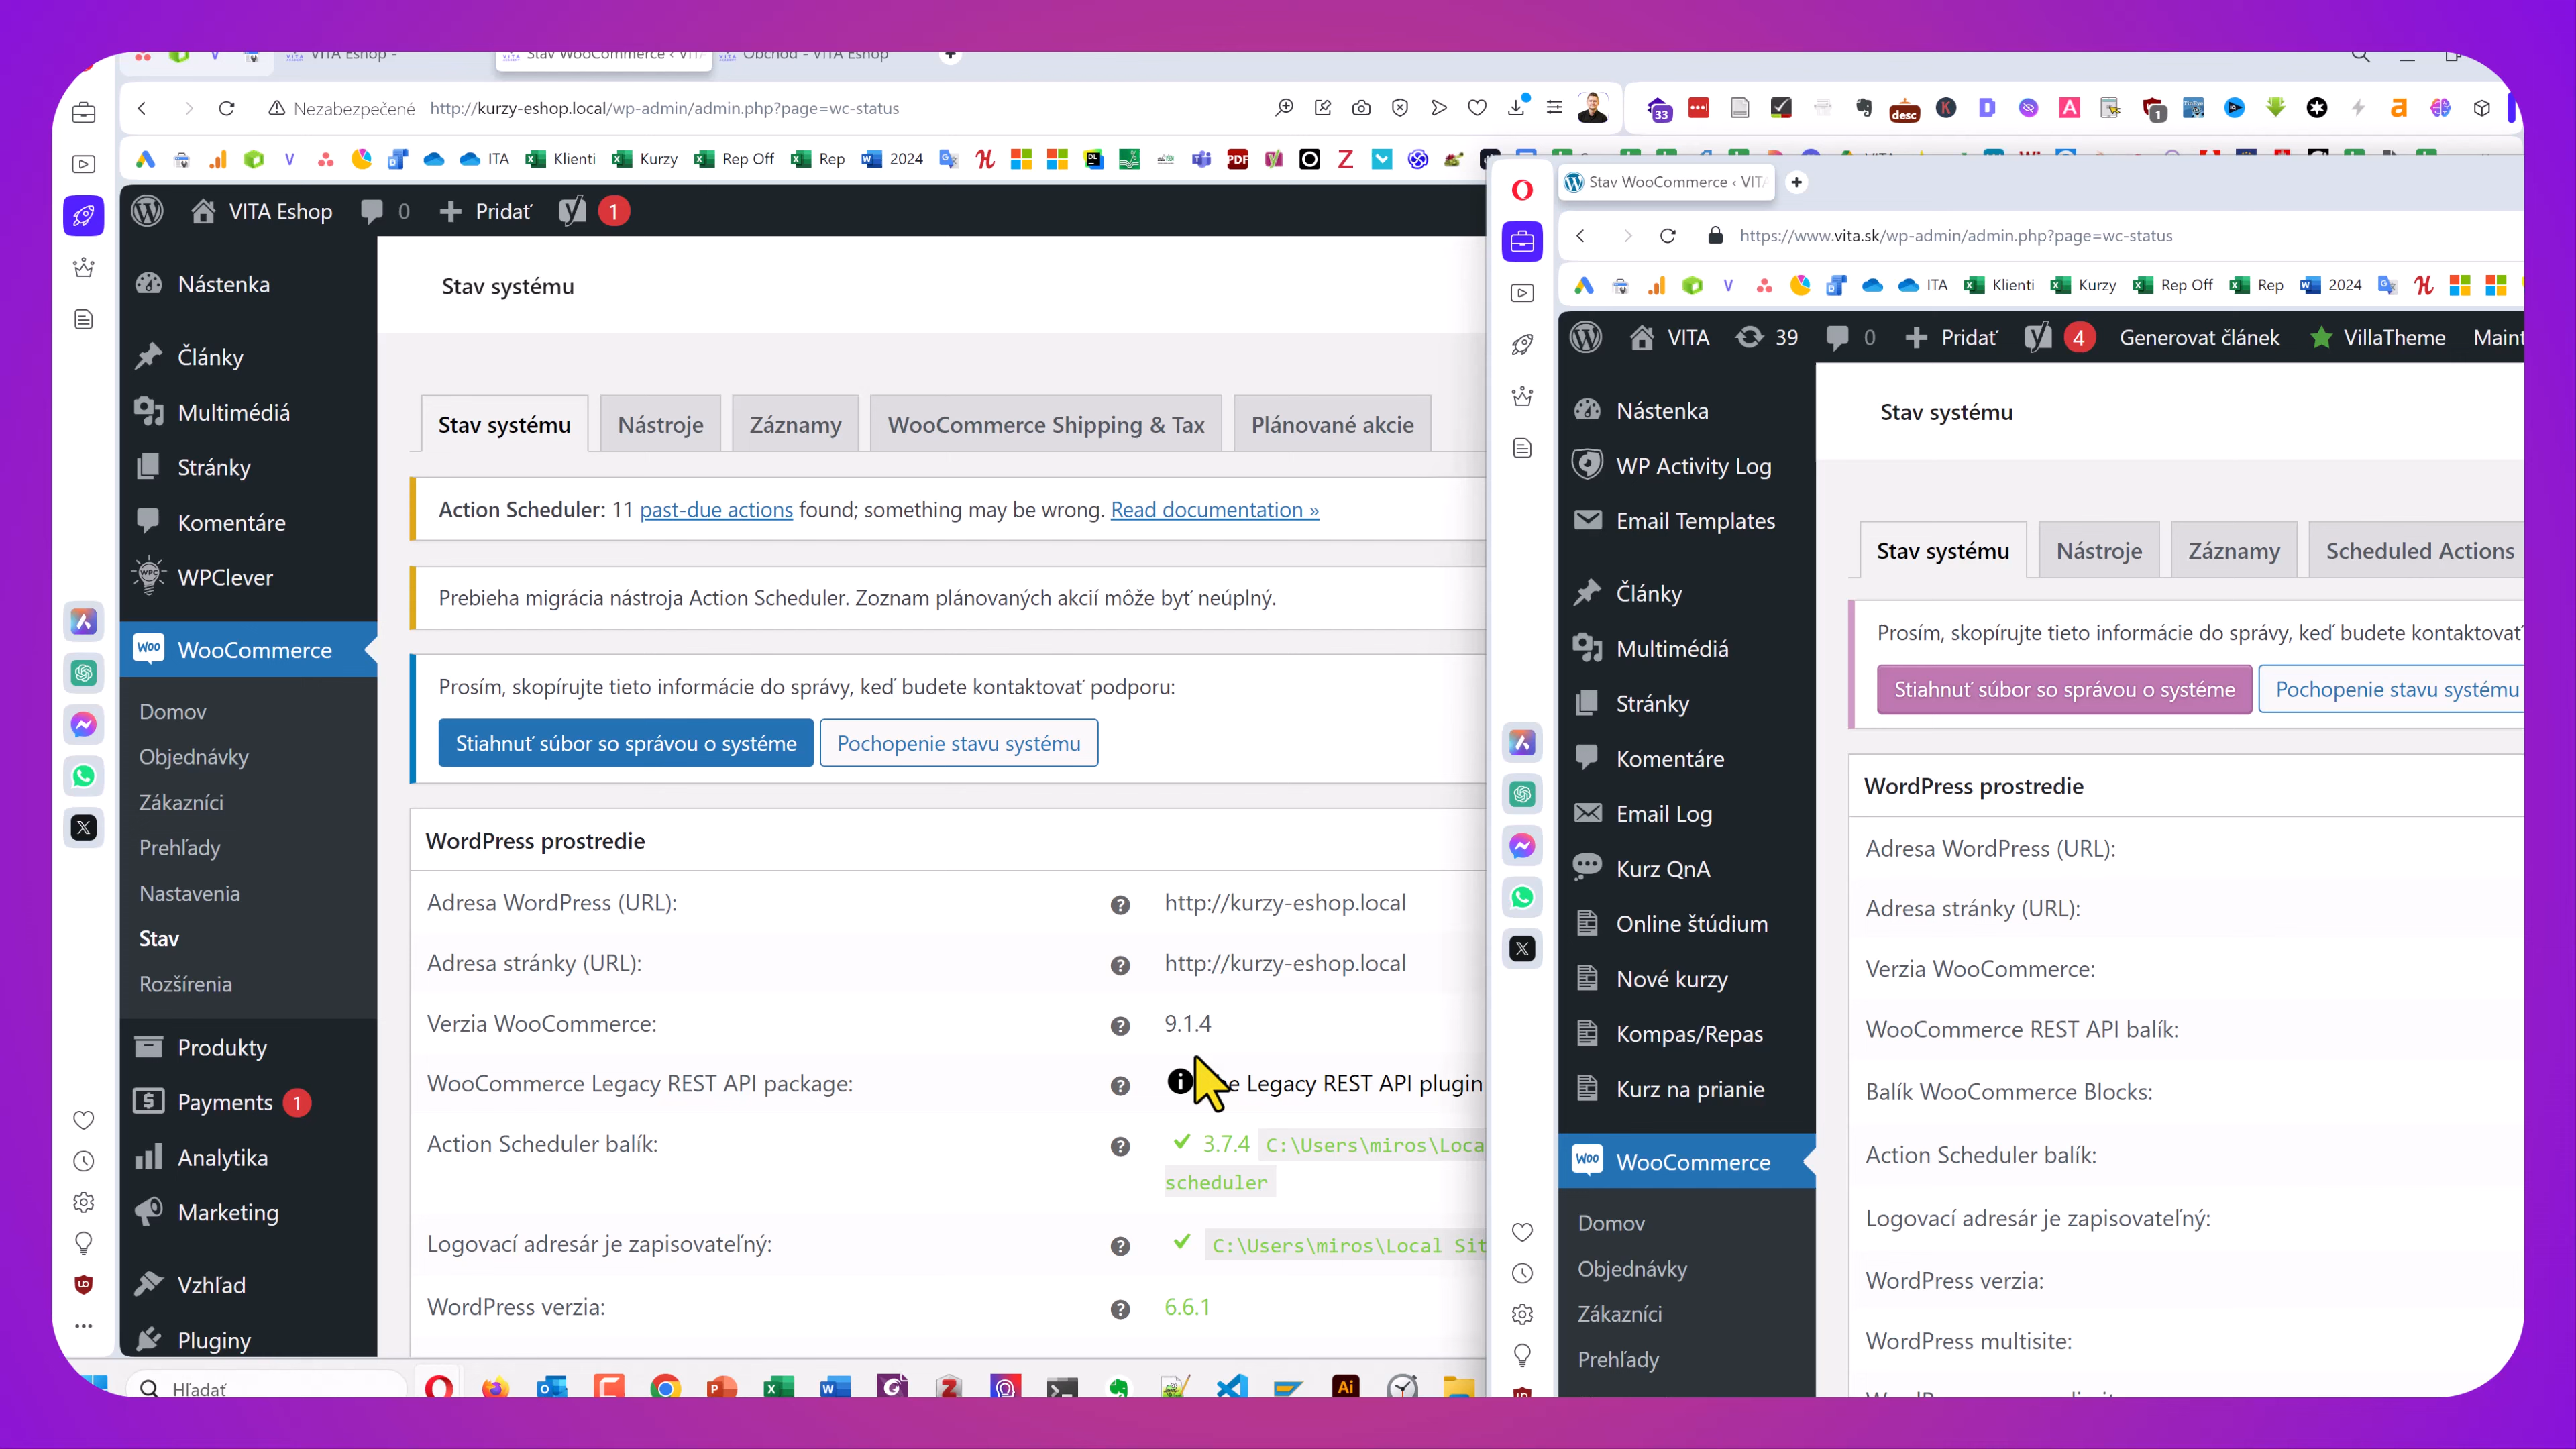 VITA Eshop -
Stav WooCommerce ‹ VIT
Obchod - VITA Eshop
Nezabezpečené http://kurzy-eshop.local/wp-admin/admin.php?page=wc-status
33
desc
1
ITA Klienti Kurzy Rep Off Rep 2024
VITA Eshop 0 Pridať 1
Nástenka
Články
Multimédiá
Stránky
Komentáre
WPClever
WooCommerce
Domov
Objednávky
Zákazníci
Prehľady
Nastavenia
Stav
Rozšírenia
Produkty
Payments 1
Analytika
Marketing
Vzhľad
Pluginy
Stav systému
Stav systému Nástroje Záznamy WooCommerce Shipping & Tax Plánované akcie
Action Scheduler: 11 past-due actions found; something may be wrong. Read documentation »
Prebieha migrácia nástroja Action Scheduler. Zoznam plánovaných akcií môže byť neúplný.
Prosím, skopírujte tieto informácie do správy, keď budete kontaktovať podporu:
Stiahnuť súbor so správou o systéme Pochopenie stavu systému
WordPress prostredie
Adresa WordPress (URL): http://kurzy-eshop.local
Adresa stránky (URL): http://kurzy-eshop.local
Verzia WooCommerce: 9.1.4
WooCommerce Legacy REST API package: Legacy REST API plugin
Action Scheduler balík: 3.7.4 C:\Users\miros\Loca
scheduler
Logovací adresár je zapisovateľný: C:\Users\miros\Local Sit
WordPress verzia: 6.6.1
Hľadať
Stav WooCommerce ‹ VITA
https://www.vita.sk/wp-admin/admin.php?page=wc-status
ITA Klienti Kurzy Rep Off Rep 2024
VITA 39 0 Pridať 4 Generovat článek VillaTheme Maint
Nástenka
WP Activity Log
Email Templates
Články
Multimédiá
Stránky
Komentáre
Email Log
Kurz QnA
Online štúdium
Nové kurzy
Kompas/Repas
Kurz na prianie
WooCommerce
Domov
Objednávky
Zákazníci
Prehľady
Stav systému
Stav systému Nástroje Záznamy Scheduled Actions
Prosím, skopírujte tieto informácie do správy, keď budete kontaktovať
Stiahnuť súbor so správou o systéme Pochopenie stavu systému
WordPress prostredie
Adresa WordPress (URL):
Adresa stránky (URL):
Verzia WooCommerce:
WooCommerce REST API balík:
Balík WooCommerce Blocks:
Action Scheduler balík:
Logovací adresár je zapisovateľný:
WordPress verzia:
WordPress multisite: